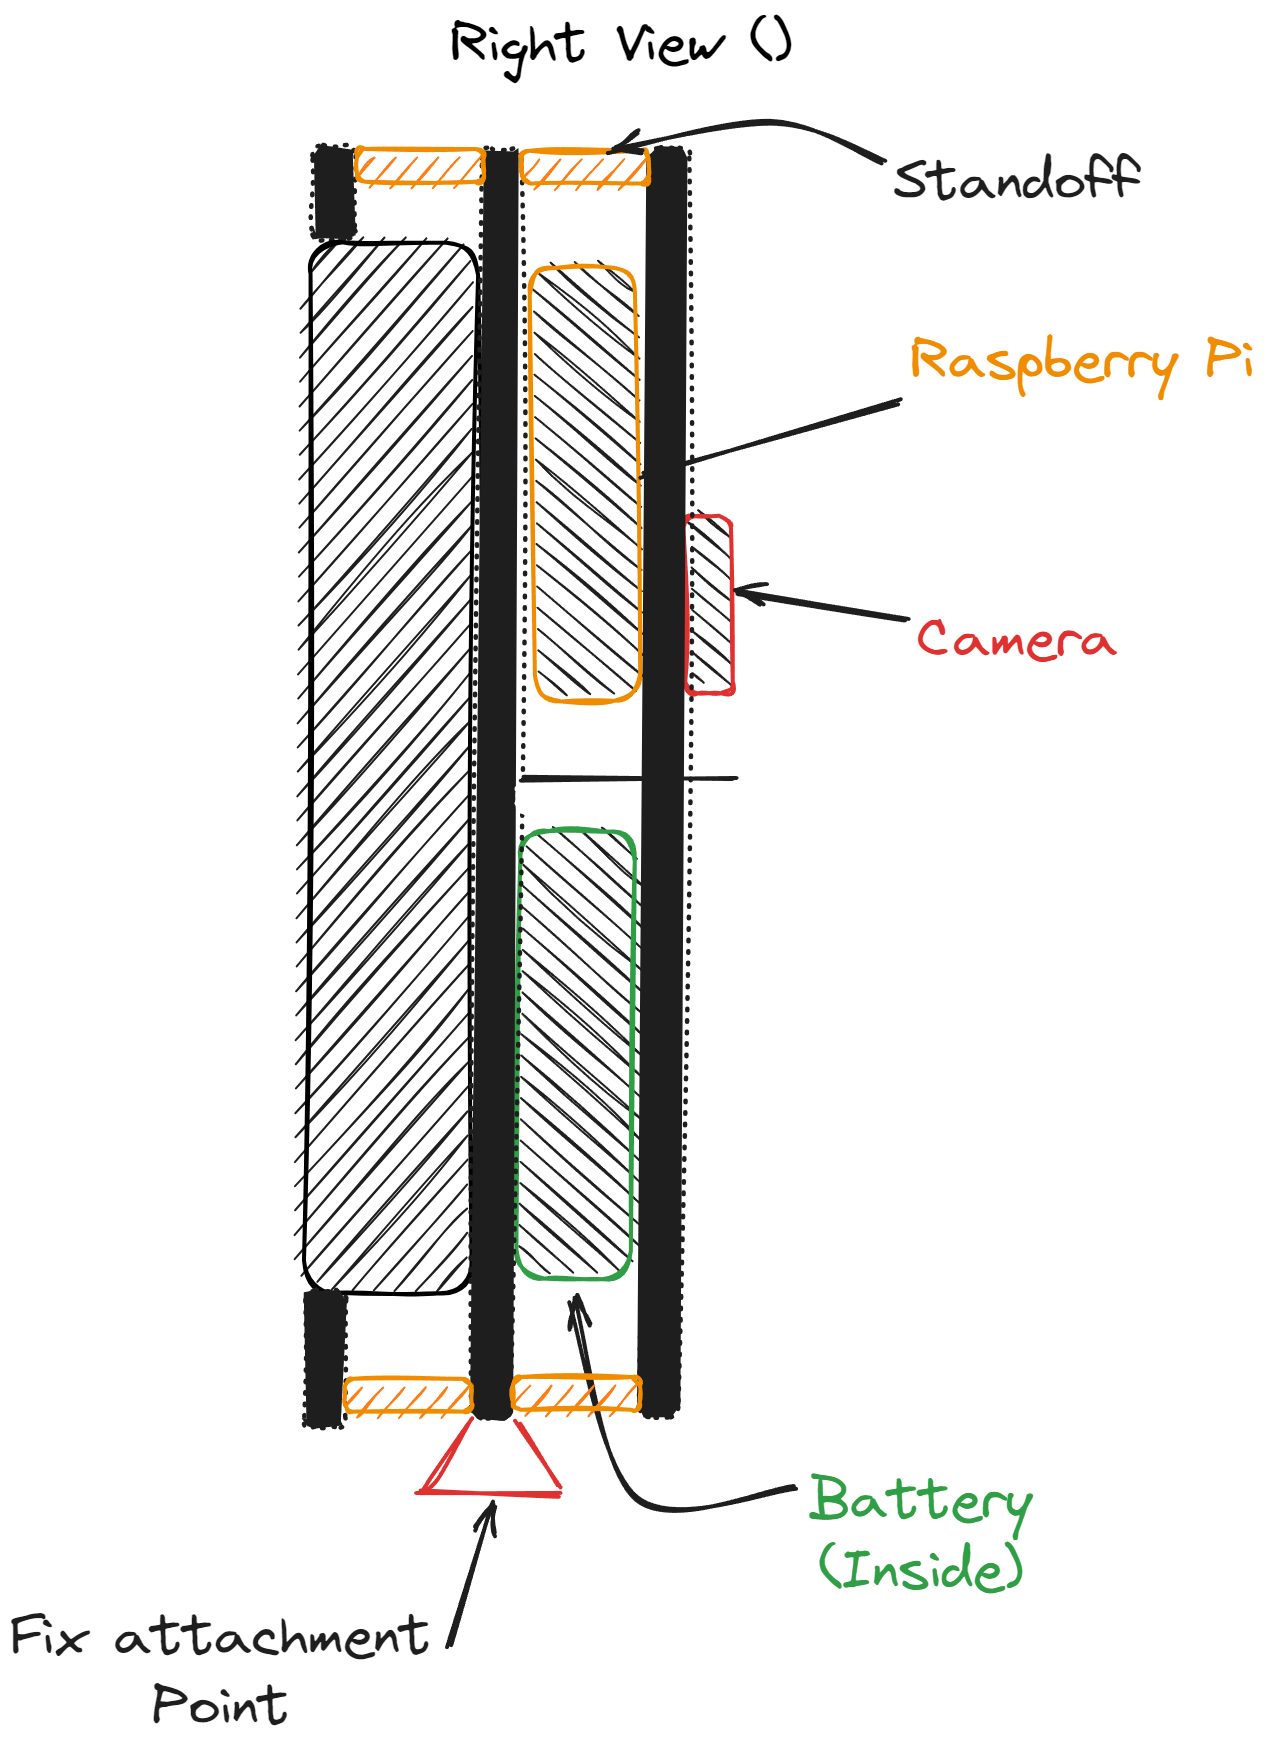 Right View ()
Standoff
Raspberry Pi
Camera
Battery
(Inside)
Fix attachment
Point